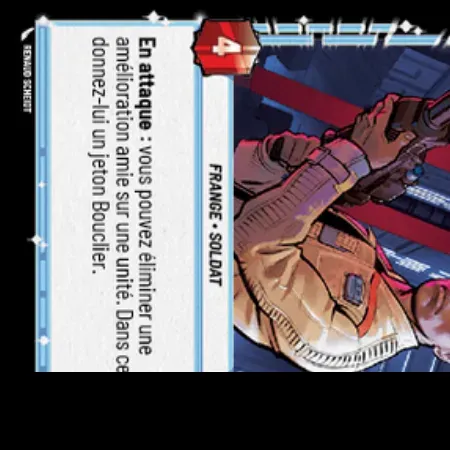 4
FRANGE • SOLDAT
En attaque : vous pouvez éliminer une
amélioration amie sur une unité. Dans ce
donnez-lui un jeton Bouclier.
RENAUD SCHEIDT